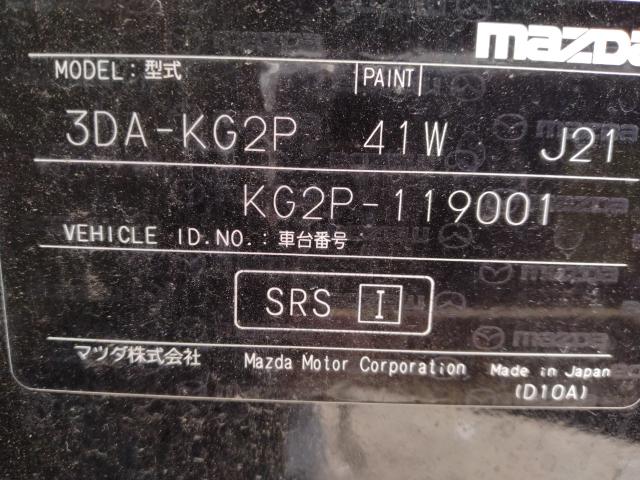 mazda
MODEL:型式 PAINT
3DA-KG2P 41W J21
KG2P-119001
VEHICLE ID.NO.:車台番号
SRS I
マツダ株式会社 Mazda Motor Corporation Made in Japan
(D10A)